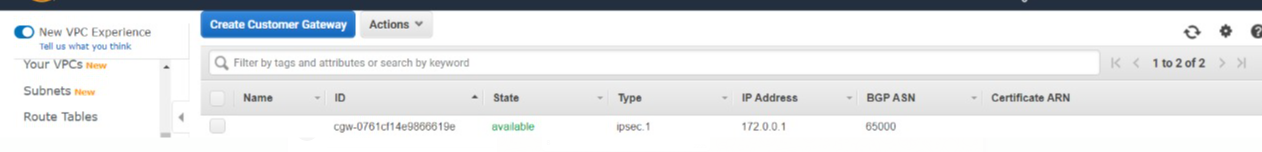 New VPC Experience
Tell us what you think
Create Customer Gateway
Actions
Your VPCs New
Filter by tags and attributes or search by keyword
1 to 2 of 2
Subnets New
Name ID State Type IP Address BGP ASN Certificate ARN
Route Tables
cgw-0761cf14e9866619e available ipsec.1 172.0.0.1 65000